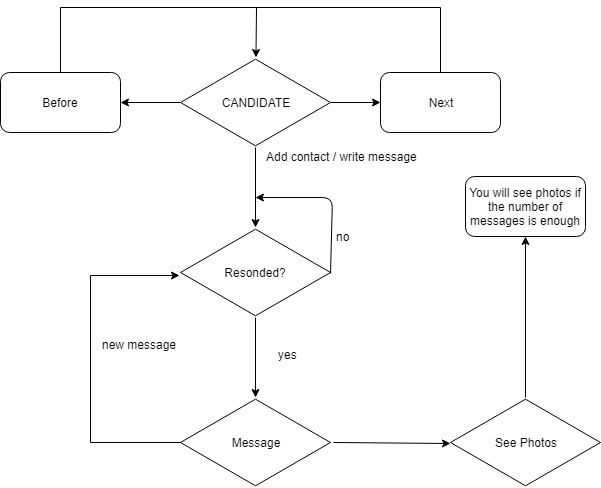 Before
CANDIDATE
Next
Add contact / write message
You will see photos if
the number of
messages is enough
no
Resonded?
new message
yes
Message
See Photos